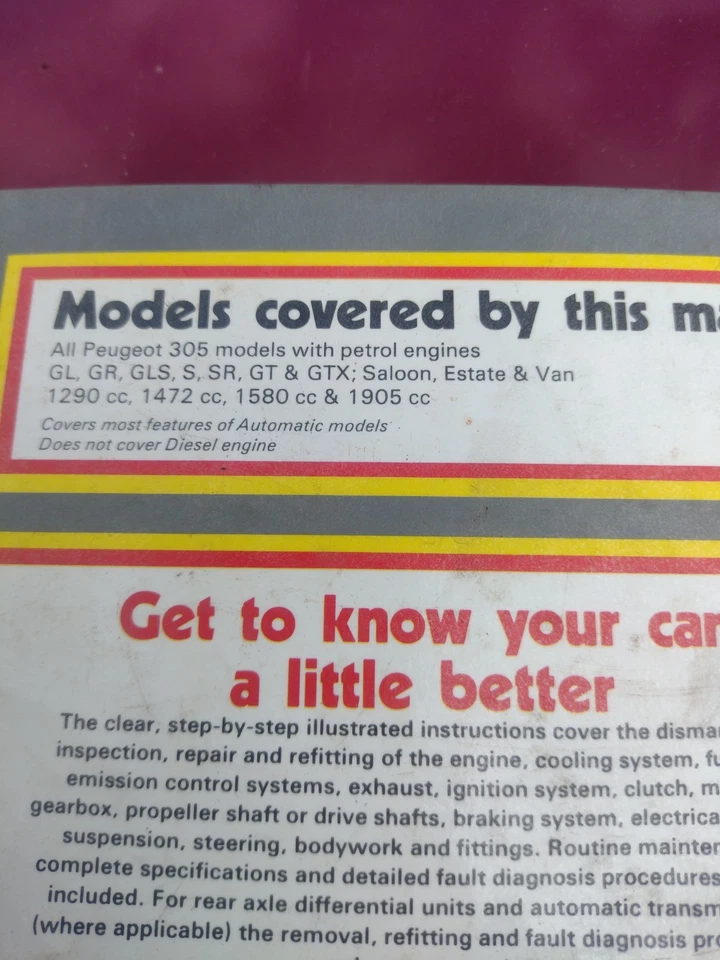 Models covered by this ma
All Peugeot 305 models with petrol engines
GL, GR, GLS, S, SR, GT & GTX; Saloon, Estate & Van
1290 cc, 1472 cc, 1580 cc & 1905 cc
Covers most features of Automatic models
Does not cover Diesel engine
Get to know your car
a little better
The clear, step-by-step illustrated instructions cover the disma
inspection, repair and refitting of the engine, cooling system, fu
emission control systems, exhaust, ignition system, clutch, m
gearbox, propeller shaft or drive shafts, braking system, electrica
suspension, steering, bodywork and fittings. Routine mainten
complete specifications and detailed fault diagnosis procedures
included. For rear axle differential units and automatic transm
(where applicable) the removal, refitting and fault diagnosis pro